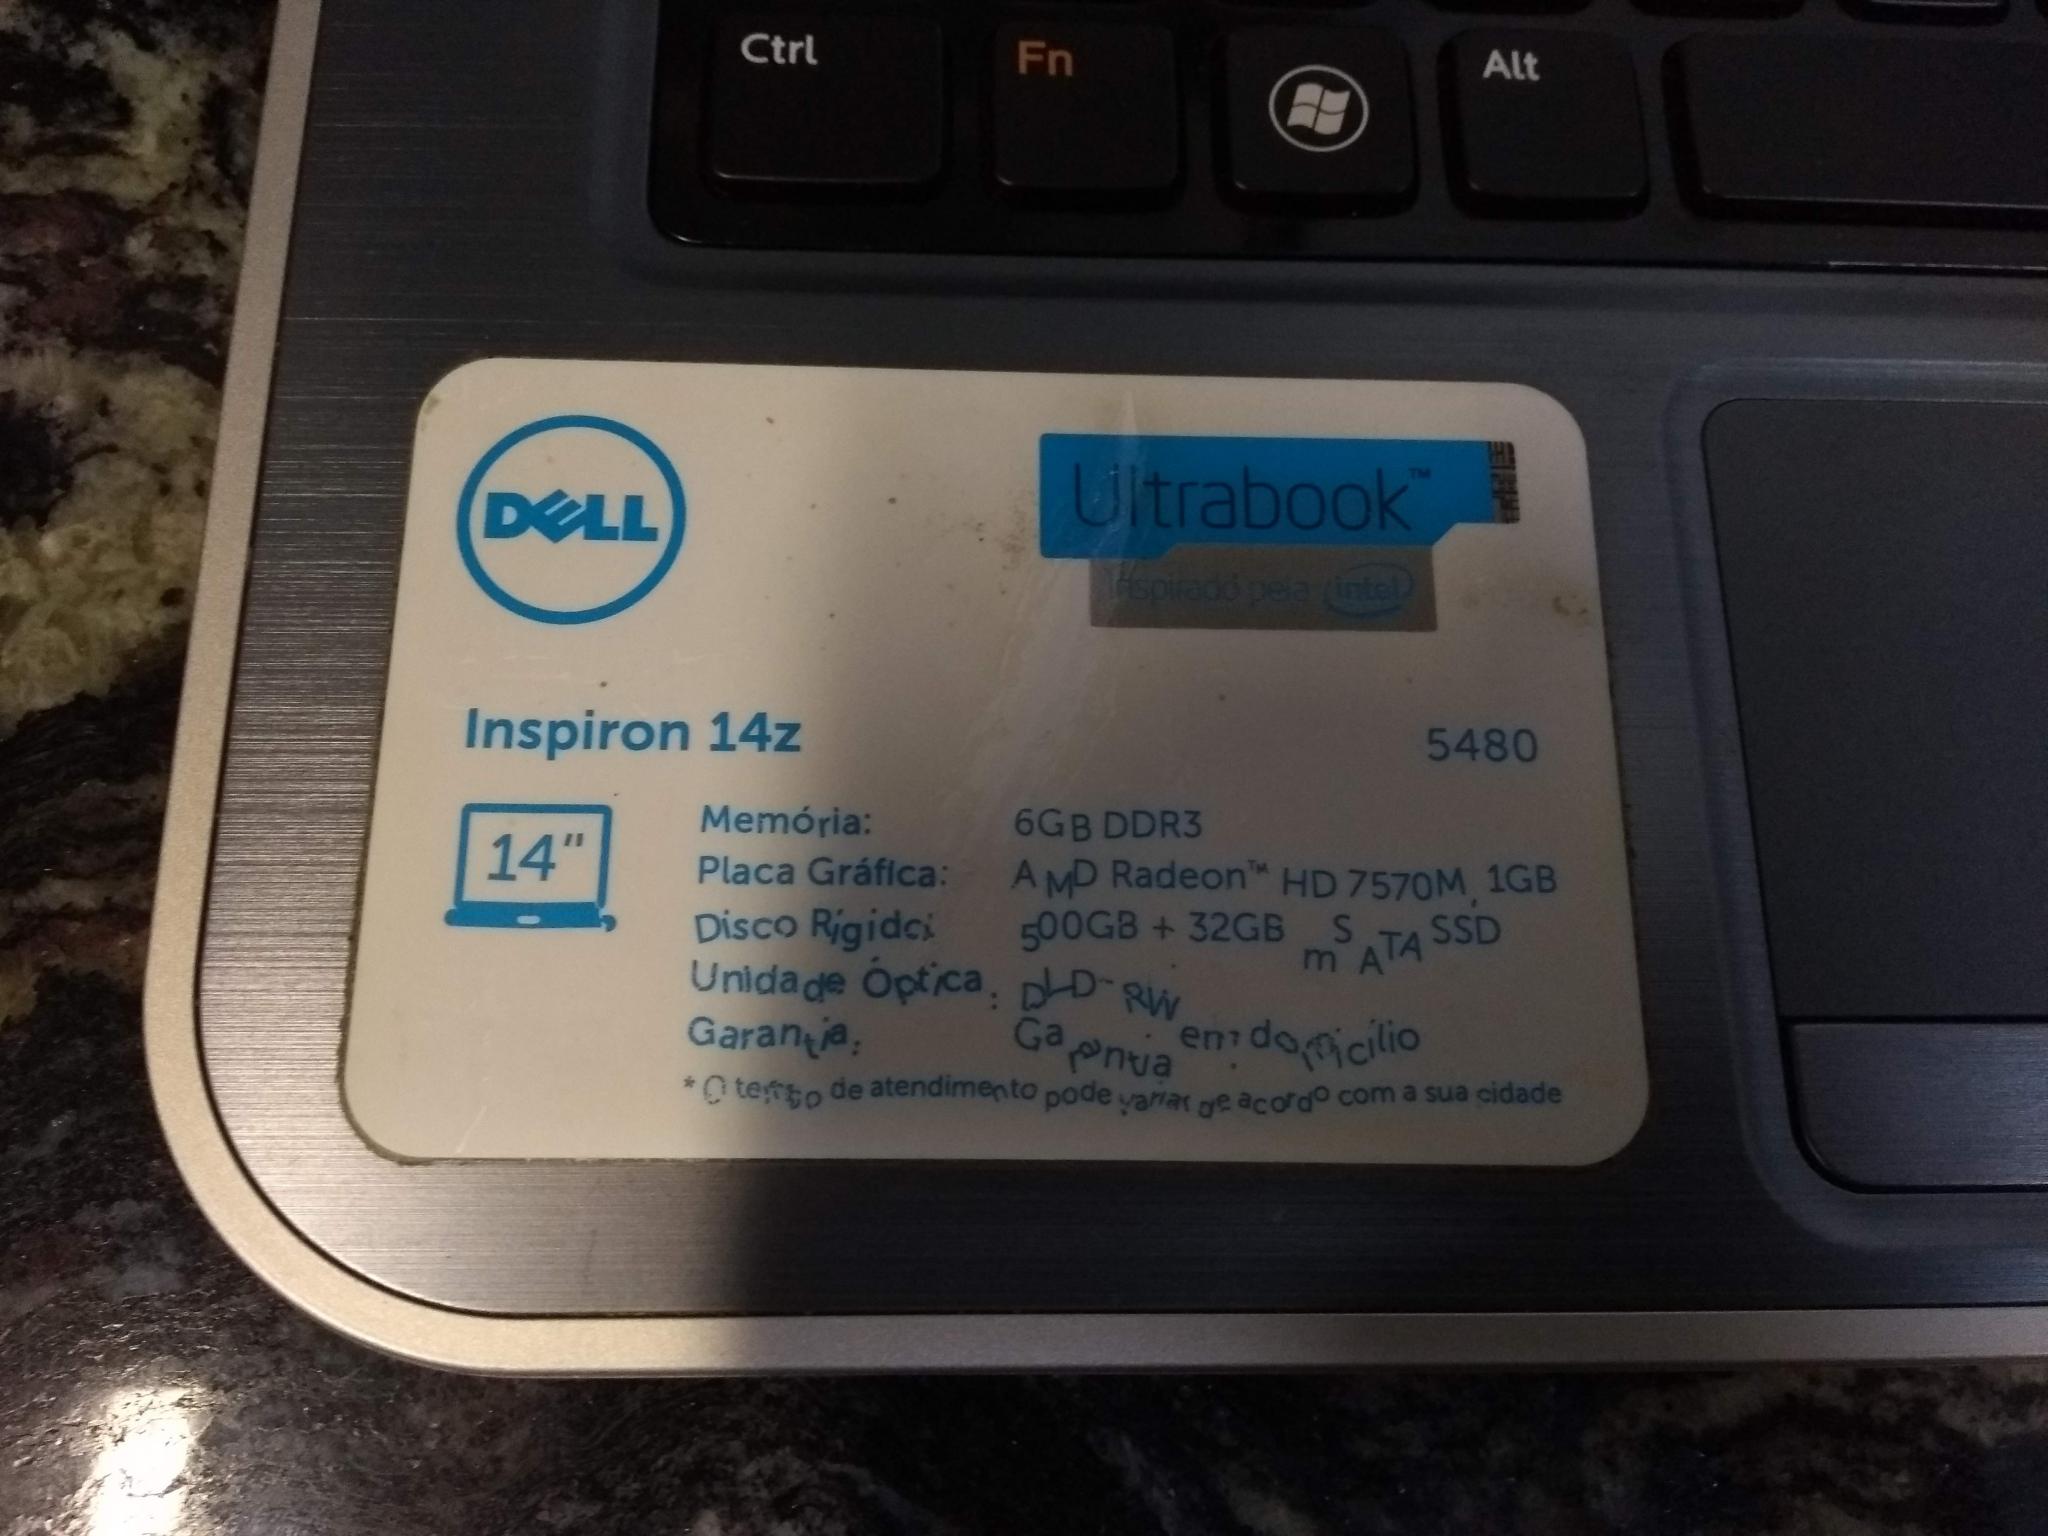 Ctrl Fn Alt
DELL
Ultrabook™
Inspirado pela intel
Inspiron 14z 5480
14"
Memória: 6GB DDR3
Placa Gráfica: AMD Radeon™ HD 7570M, 1GB
Disco Rígido: 500GB + 32GB mSATA SSD
Unidade Óptica: DVD-RW
Garantia: Garantia em domicílio
*O tempo de atendimento pode variar de acordo com a sua cidade